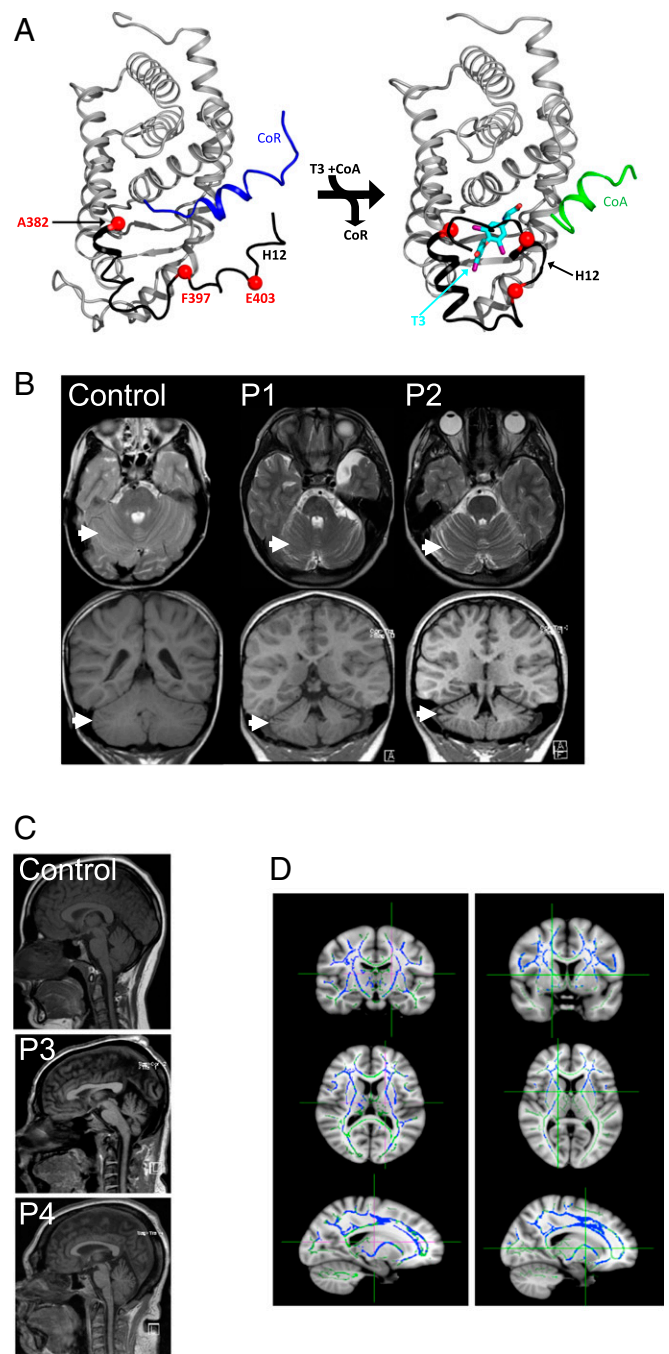 A
CoR
T3 +CoA
CoA
A382
CoR
H12
F397
E403
H12
T3
B
Control
P1
P2
A
A
C
D
Control
P3
P4